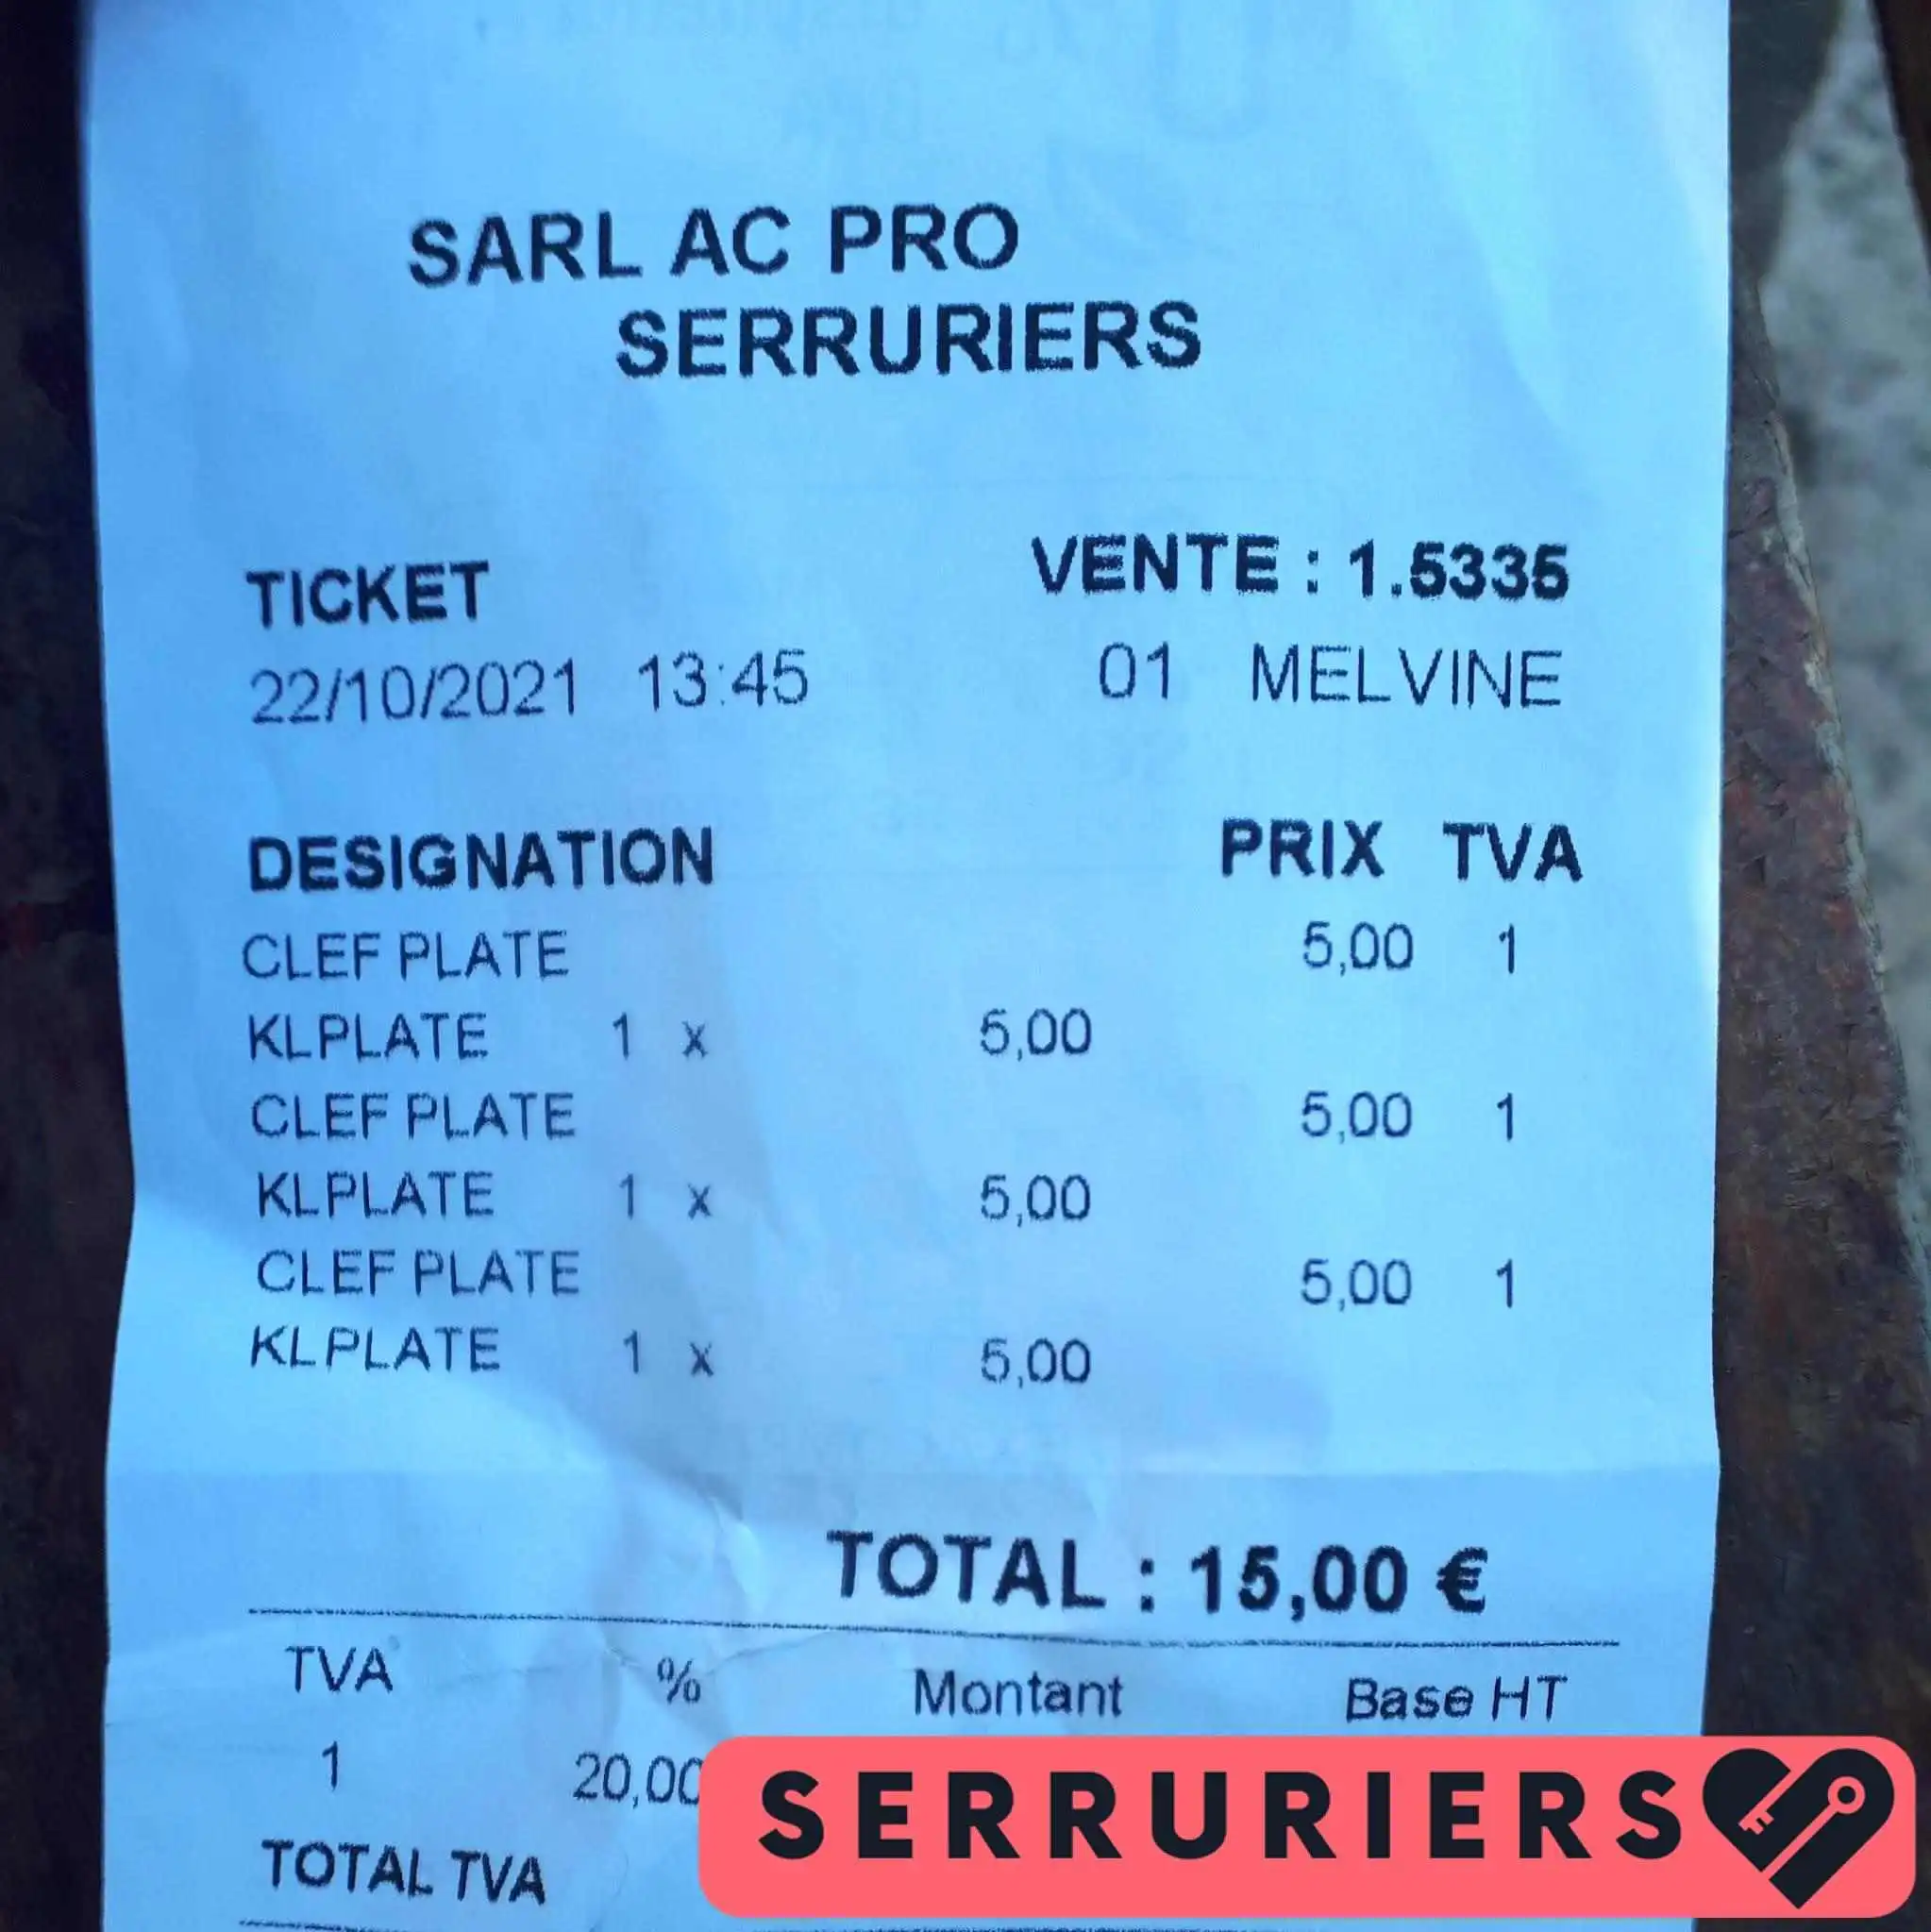 SARL AC PRO
SERRURIERS
TICKET VENTE : 1.5335
22/10/2021 13:45 01 MELVINE
DESIGNATION PRIX TVA
CLEF PLATE 5,00 1
KLPLATE 1 x 5,00
CLEF PLATE 5,00 1
KLPLATE 1 x 5,00
CLEF PLATE 5,00 1
KLPLATE 1 x 5,00
TOTAL : 15,00 €
TVA % Montant Base HT
1 20,00
TOTAL TVA
SERRURIERS